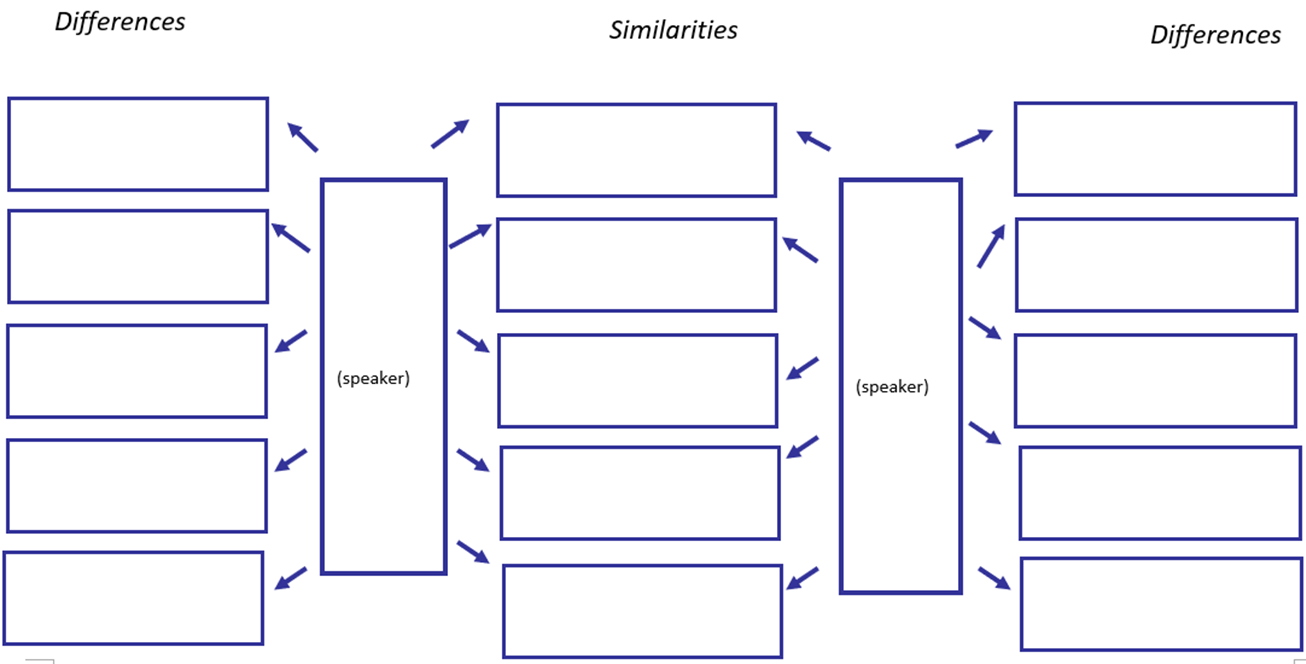 Differences
Similarities
Differences
(speaker)
(speaker)